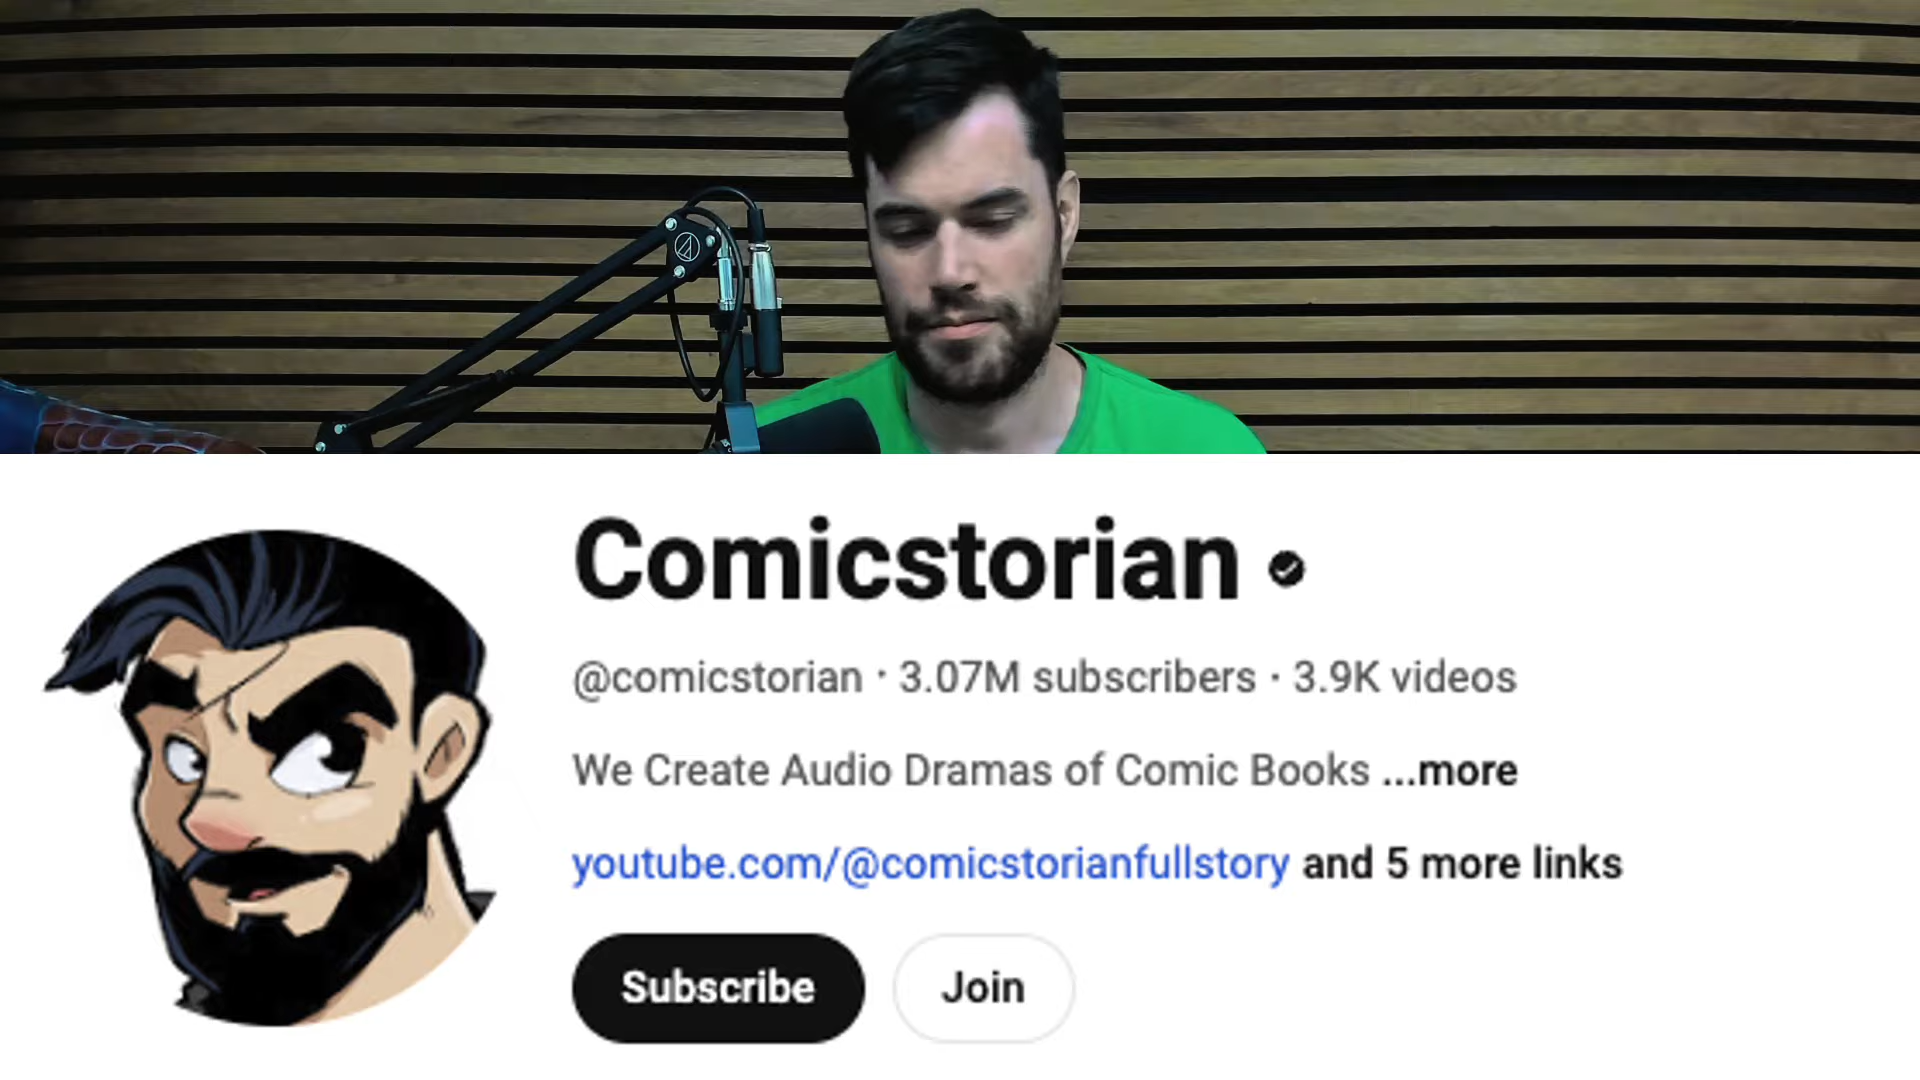 Comicstorian
@comicstorian · 3.07M subscribers · 3.9K videos
We Create Audio Dramas of Comic Books ...more
youtube.com/@comicstorianfullstory and 5 more links
Subscribe
Join